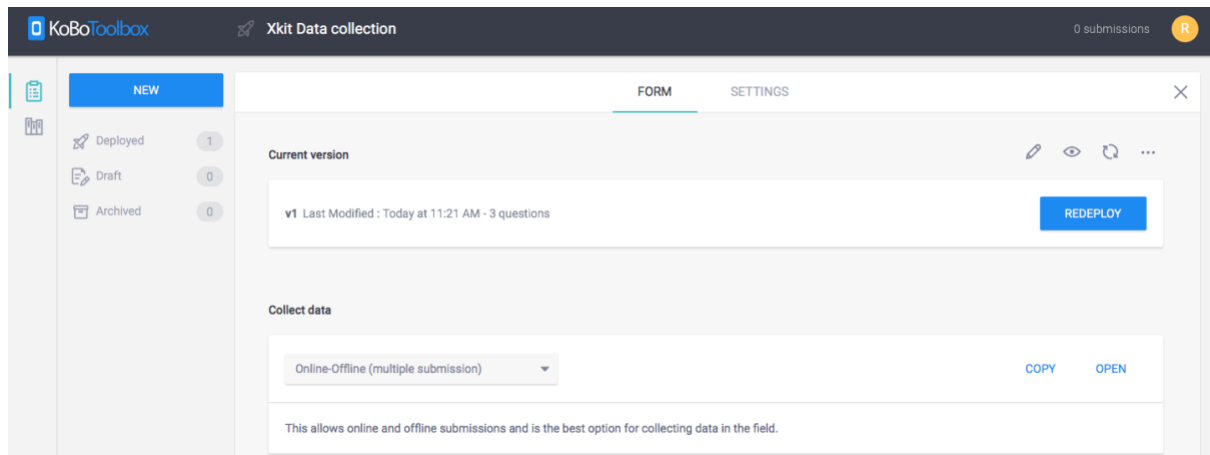 KoBoToolbox
Xkit Data collection
0 submissions
R
NEW
FORM
SETTINGS
Deployed
1
Draft
0
Archived
0
Current version
v1 Last Modified : Today at 11:21 AM - 3 questions
REDEPLOY
Collect data
Online-Offline (multiple submission)
COPY
OPEN
This allows online and offline submissions and is the best option for collecting data in the field.